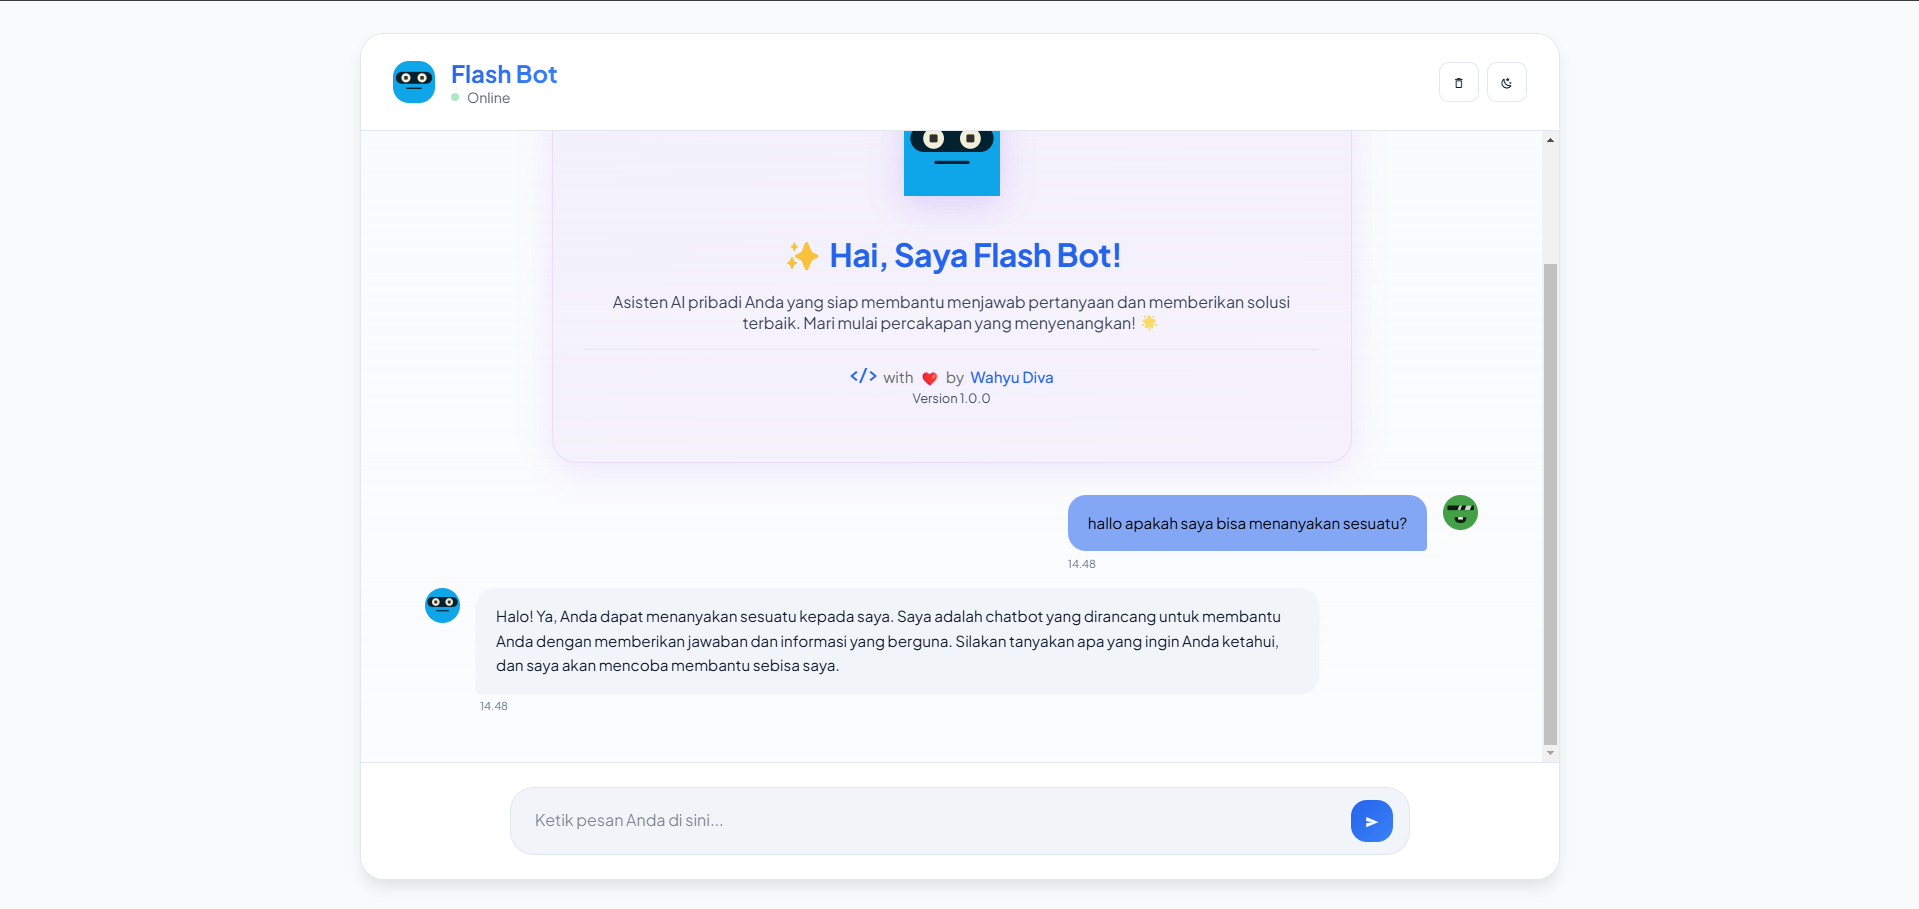 Flash Bot
Online
✨ Hai, Saya Flash Bot!
Asisten AI pribadi Anda yang siap membantu menjawab pertanyaan dan memberikan solusi
terbaik. Mari mulai percakapan yang menyenangkan! 🌟
</> with ❤️ by Wahyu Diva
Version 1.0.0
hallo apakah saya bisa menanyakan sesuatu?
14.48
Halo! Ya, Anda dapat menanyakan sesuatu kepada saya. Saya adalah chatbot yang dirancang untuk membantu
Anda dengan memberikan jawaban dan informasi yang berguna. Silakan tanyakan apa yang ingin Anda ketahui,
dan saya akan mencoba membantu sebisa saya.
14.48
Ketik pesan Anda di sini...